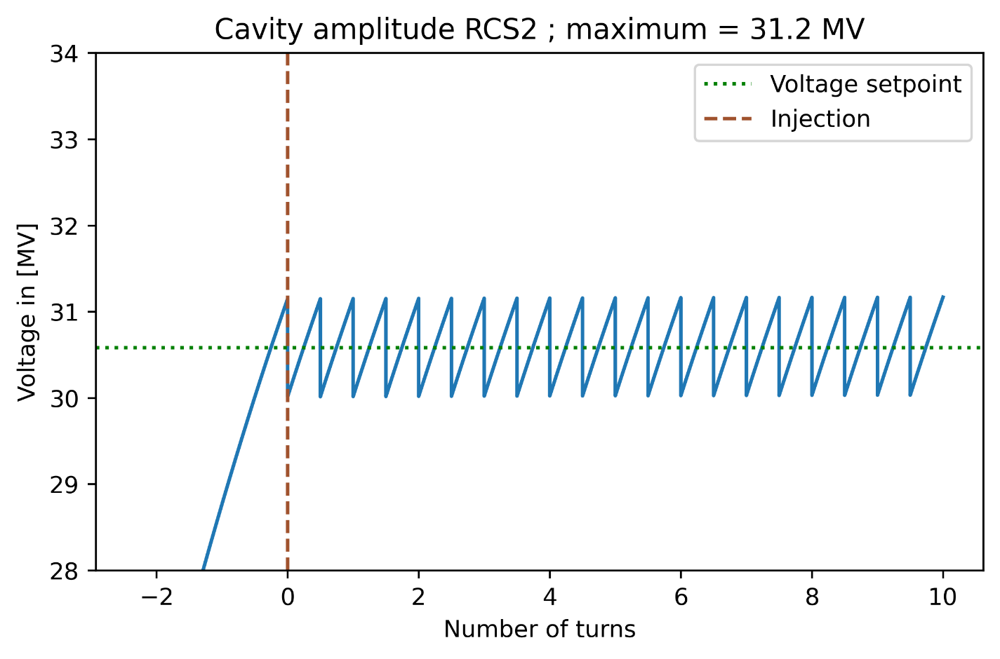 Cavity amplitude RCS2 ; maximum = 31.2 MV
Voltage setpoint
Injection
Voltage in [MV]
34
33
32
31
30
29
28
−2
0
2
4
6
8
10
Number of turns